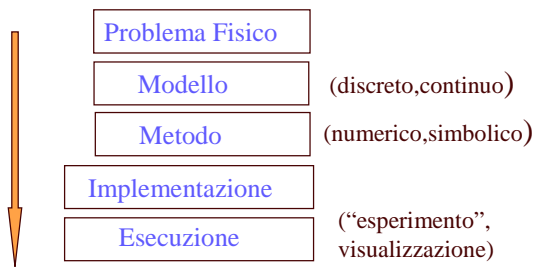 Problema Fisico
Modello (discreto,continuo)
Metodo (numerico,simbolico)
Implementazione
Esecuzione (“esperimento”,
visualizzazione)